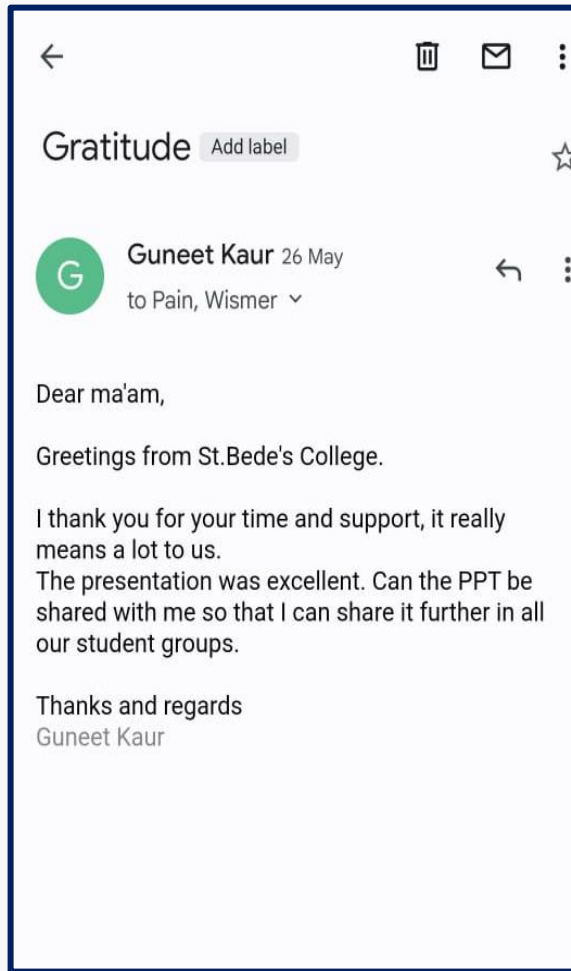 Gratitude Add label
G
Guneet Kaur 26 May
to Pain, Wismer
Dear ma'am,
Greetings from St.Bede's College.
I thank you for your time and support, it really
means a lot to us.
The presentation was excellent. Can the PPT be
shared with me so that I can share it further in all
our student groups.
Thanks and regards
Guneet Kaur